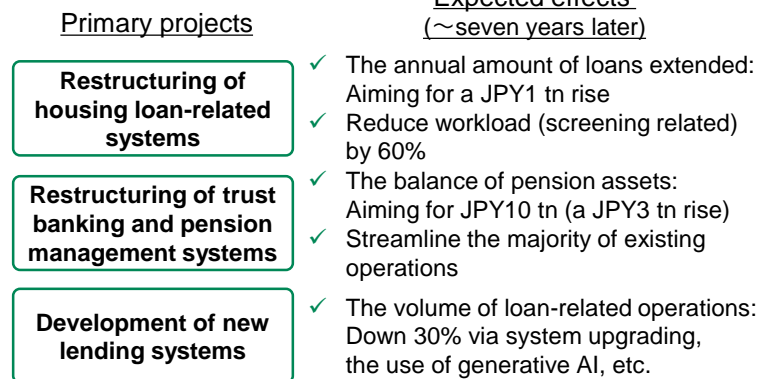 Primary projects
Expected effects
(～seven years later)
Restructuring of
housing loan-related
systems
✓ The annual amount of loans extended:
Aiming for a JPY1 tn rise
✓ Reduce workload (screening related)
by 60%
Restructuring of trust
banking and pension
management systems
✓ The balance of pension assets:
Aiming for JPY10 tn (a JPY3 tn rise)
✓ Streamline the majority of existing
operations
Development of new
lending systems
✓ The volume of loan-related operations:
Down 30% via system upgrading,
the use of generative AI, etc.